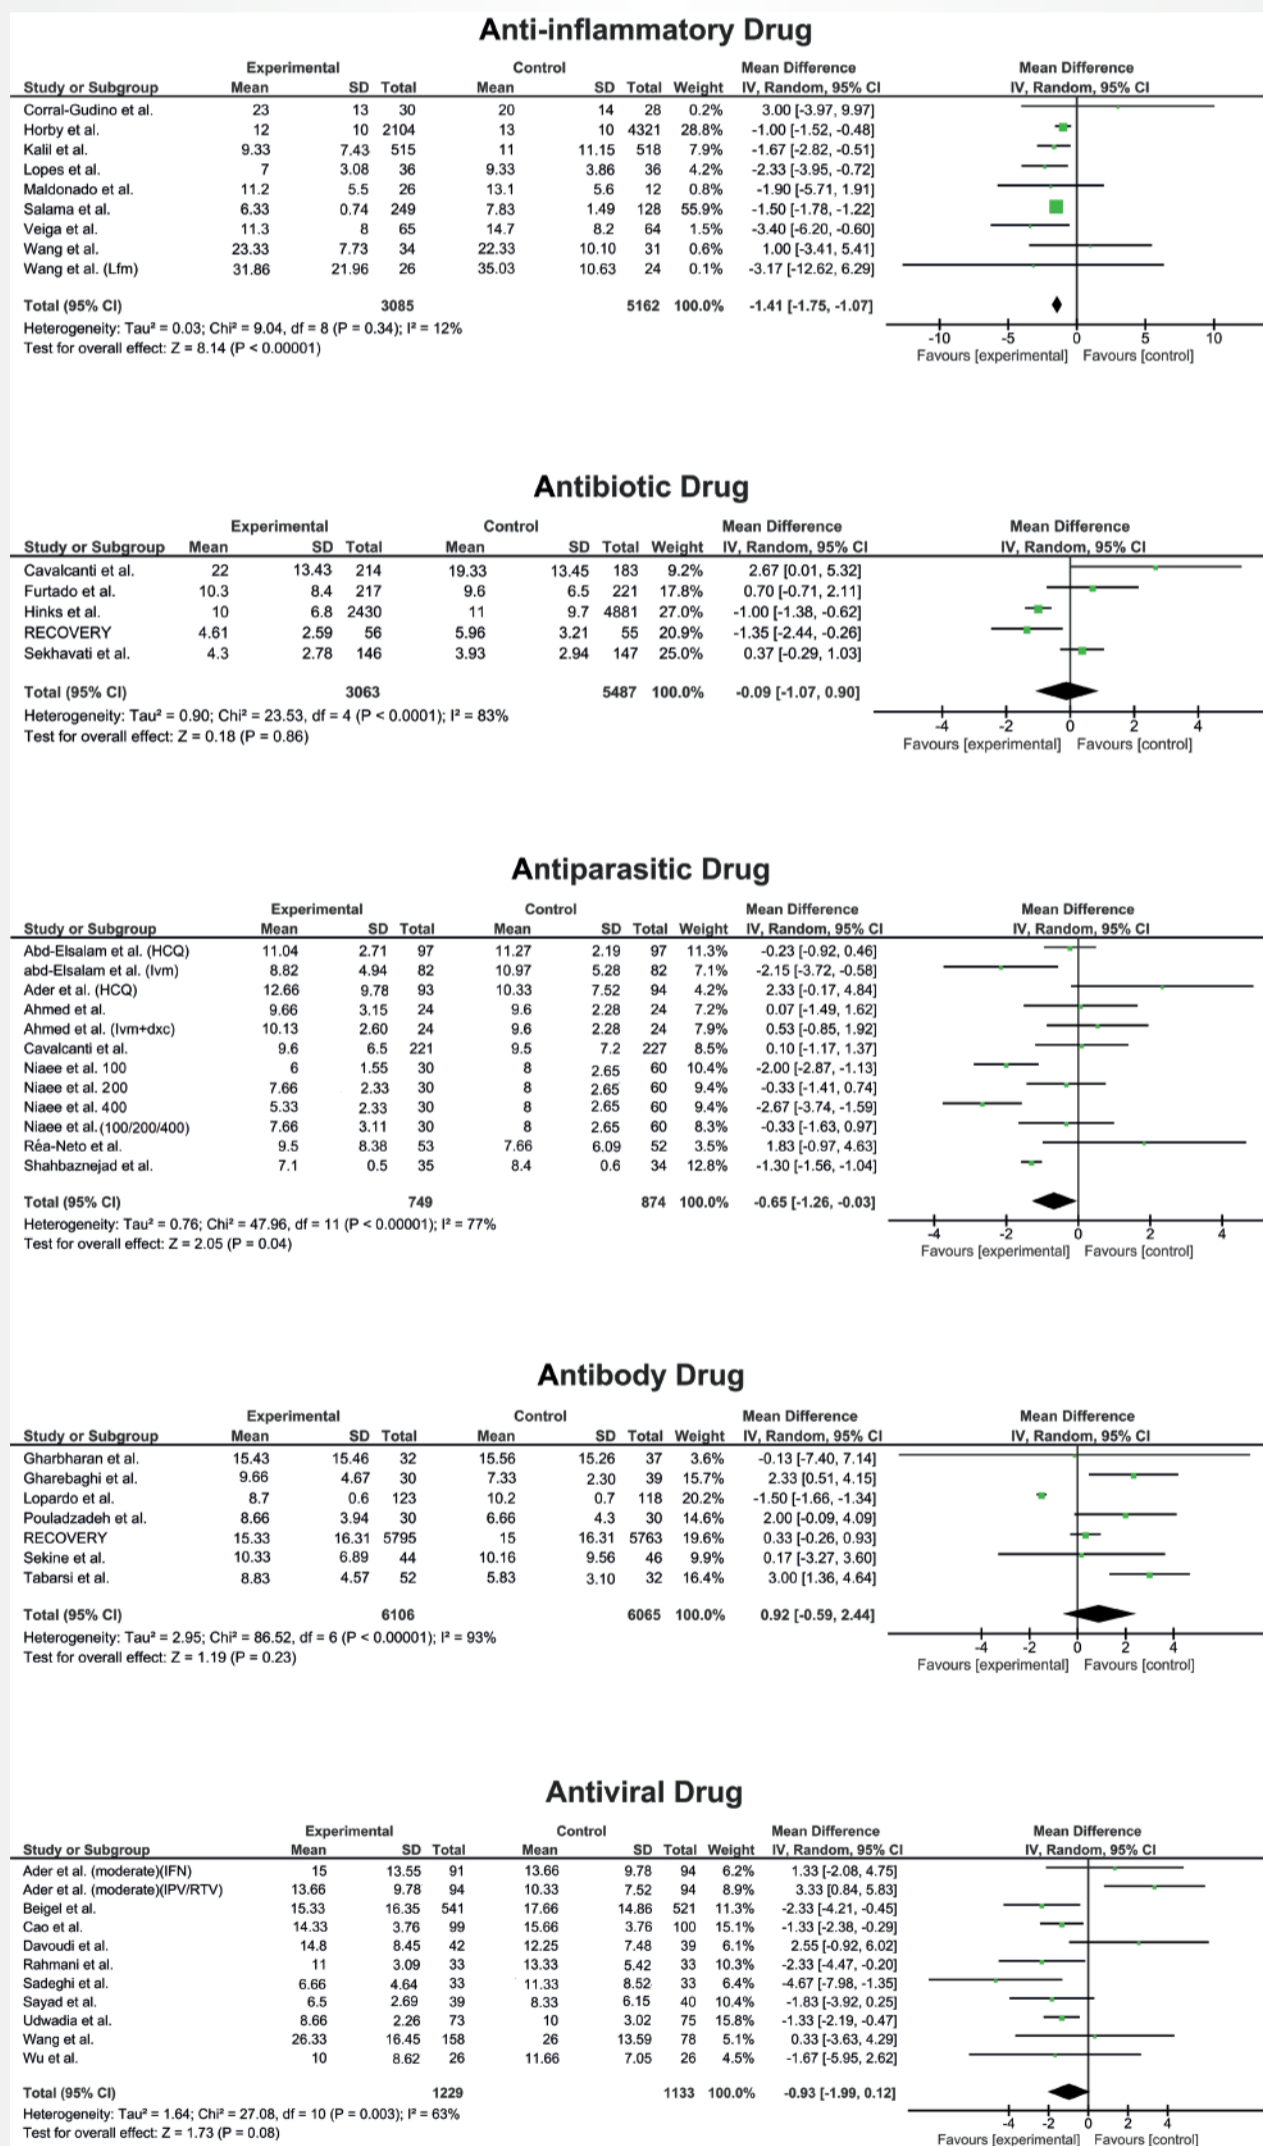 Anti-inflammatory Drug
Experimental Control Mean Difference Mean Difference
Study or Subgroup Mean SD Total Mean SD Total Weight IV, Random, 95% CI IV, Random, 95% CI
Corral-Gudino et al. 23 13 30 20 14 28 0.2% 3.00 [-3.97, 9.97]
Horby et al. 12 10 2104 13 10 4321 28.8% -1.00 [-1.52, -0.48]
Kalil et al. 9.33 7.43 515 11 11.15 518 7.9% -1.67 [-2.82, -0.51]
Lopes et al. 7 3.08 36 9.33 3.86 36 4.2% -2.33 [-3.95, -0.72]
Maldonado et al. 11.2 5.5 26 13.1 5.6 12 0.8% -1.90 [-5.71, 1.91]
Salama et al. 6.33 0.74 249 7.83 1.49 128 55.9% -1.50 [-1.78, -1.22]
Veiga et al. 11.3 8 65 14.7 8.2 64 1.5% -3.40 [-6.20, -0.60]
Wang et al. 23.33 7.73 34 22.33 10.10 31 0.6% 1.00 [-3.41, 5.41]
Wang et al. (Lfm) 31.86 21.96 26 35.03 10.63 24 0.1% -3.17 [-12.62, 6.29]
Total (95% CI) 3085 5162 100.0% -1.41 [-1.75, -1.07]
Heterogeneity: Tau² = 0.03; Chi² = 9.04, df = 8 (P = 0.34); I² = 12%
Test for overall effect: Z = 8.14 (P < 0.00001)
-10 -5 0 5 10
Favours [experimental] Favours [control]
Antibiotic Drug
Experimental Control Mean Difference Mean Difference
Study or Subgroup Mean SD Total Mean SD Total Weight IV, Random, 95% CI IV, Random, 95% CI
Cavalcanti et al. 22 13.43 214 19.33 13.45 183 9.2% 2.67 [0.01, 5.32]
Furtado et al. 10.3 8.4 217 9.6 6.5 221 17.8% 0.70 [-0.71, 2.11]
Hinks et al. 10 6.8 2430 11 9.7 4881 27.0% -1.00 [-1.38, -0.62]
RECOVERY 4.61 2.59 56 5.96 3.21 55 20.9% -1.35 [-2.44, -0.26]
Sekhavati et al. 4.3 2.78 146 3.93 2.94 147 25.0% 0.37 [-0.29, 1.03]
Total (95% CI) 3063 5487 100.0% -0.09 [-1.07, 0.90]
Heterogeneity: Tau² = 0.90; Chi² = 23.53, df = 4 (P < 0.0001); I² = 83%
Test for overall effect: Z = 0.18 (P = 0.86)
-4 -2 0 2 4
Favours [experimental] Favours [control]
Antiparasitic Drug
Experimental Control Mean Difference Mean Difference
Study or Subgroup Mean SD Total Mean SD Total Weight IV, Random, 95% CI IV, Random, 95% CI
Abd-Elsalam et al. (HCQ) 11.04 2.71 97 11.27 2.19 97 11.3% -0.23 [-0.92, 0.46]
abd-Elsalam et al. (Ivm) 8.82 4.94 82 10.97 5.28 82 7.1% -2.15 [-3.72, -0.58]
Ader et al. (HCQ) 12.66 9.78 93 10.33 7.52 94 4.2% 2.33 [-0.17, 4.84]
Ahmed et al. 9.66 3.15 24 9.6 2.28 24 7.2% 0.07 [-1.49, 1.62]
Ahmed et al. (Ivm+dxc) 10.13 2.60 24 9.6 2.28 24 7.9% 0.53 [-0.85, 1.92]
Cavalcanti et al. 9.6 6.5 221 9.5 7.2 227 8.5% 0.10 [-1.17, 1.37]
Niaee et al. 100 6 1.55 30 8 2.65 60 10.4% -2.00 [-2.87, -1.13]
Niaee et al. 200 7.66 2.33 30 8 2.65 60 9.4% -0.33 [-1.41, 0.74]
Niaee et al. 400 5.33 2.33 30 8 2.65 60 9.4% -2.67 [-3.74, -1.59]
Niaee et al.(100/200/400) 7.66 3.11 30 8 2.65 60 8.3% -0.33 [-1.63, 0.97]
Réa-Neto et al. 9.5 8.38 53 7.66 6.09 52 3.5% 1.83 [-0.97, 4.63]
Shahbaznejad et al. 7.1 0.5 35 8.4 0.6 34 12.8% -1.30 [-1.56, -1.04]
Total (95% CI) 749 874 100.0% -0.65 [-1.26, -0.03]
Heterogeneity: Tau² = 0.76; Chi² = 47.96, df = 11 (P < 0.00001); I² = 77%
Test for overall effect: Z = 2.05 (P = 0.04)
-4 -2 0 2 4
Favours [experimental] Favours [control]
Antibody Drug
Experimental Control Mean Difference Mean Difference
Study or Subgroup Mean SD Total Mean SD Total Weight IV, Random, 95% CI IV, Random, 95% CI
Gharbharan et al. 15.43 15.46 32 15.56 15.26 37 3.6% -0.13 [-7.40, 7.14]
Gharebaghi et al. 9.66 4.67 30 7.33 2.30 39 15.7% 2.33 [0.51, 4.15]
Lopardo et al. 8.7 0.6 123 10.2 0.7 118 20.2% -1.50 [-1.66, -1.34]
Pouladzadeh et al. 8.66 3.94 30 6.66 4.3 30 14.6% 2.00 [-0.09, 4.09]
RECOVERY 15.33 16.31 5795 15 16.31 5763 19.6% 0.33 [-0.26, 0.93]
Sekine et al. 10.33 6.89 44 10.16 9.56 46 9.9% 0.17 [-3.27, 3.60]
Tabarsi et al. 8.83 4.57 52 5.83 3.10 32 16.4% 3.00 [1.36, 4.64]
Total (95% CI) 6106 6065 100.0% 0.92 [-0.59, 2.44]
Heterogeneity: Tau² = 2.95; Chi² = 86.52, df = 6 (P < 0.00001); I² = 93%
Test for overall effect: Z = 1.19 (P = 0.23)
-4 -2 0 2 4
Favours [experimental] Favours [control]
Antiviral Drug
Experimental Control Mean Difference Mean Difference
Study or Subgroup Mean SD Total Mean SD Total Weight IV, Random, 95% CI IV, Random, 95% CI
Ader et al. (moderate)(IFN) 15 13.55 91 13.66 9.78 94 6.2% 1.33 [-2.08, 4.75]
Ader et al. (moderate)(IPV/RTV) 13.66 9.78 94 10.33 7.52 94 8.9% 3.33 [0.84, 5.83]
Beigel et al. 15.33 16.35 541 17.66 14.86 521 11.3% -2.33 [-4.21, -0.45]
Cao et al. 14.33 3.76 99 15.66 3.76 100 15.1% -1.33 [-2.38, -0.29]
Davoudi et al. 14.8 8.45 42 12.25 7.48 39 6.1% 2.55 [-0.92, 6.02]
Rahmani et al. 11 3.09 33 13.33 5.42 33 10.3% -2.33 [-4.47, -0.20]
Sadeghi et al. 6.66 4.64 33 11.33 8.52 33 6.4% -4.67 [-7.98, -1.35]
Sayad et al. 6.5 2.69 39 8.33 6.15 40 10.4% -1.83 [-3.92, 0.25]
Udwadia et al. 8.66 2.26 73 10 3.02 75 15.8% -1.33 [-2.19, -0.47]
Wang et al. 26.33 16.45 158 26 13.59 78 5.1% 0.33 [-3.63, 4.29]
Wu et al. 10 8.62 26 11.66 7.05 26 4.5% -1.67 [-5.95, 2.62]
Total (95% CI) 1229 1133 100.0% -0.93 [-1.99, 0.12]
Heterogeneity: Tau² = 1.64; Chi² = 27.08, df = 10 (P = 0.003); I² = 63%
Test for overall effect: Z = 1.73 (P = 0.08)
-4 -2 0 2 4
Favours [experimental] Favours [control]